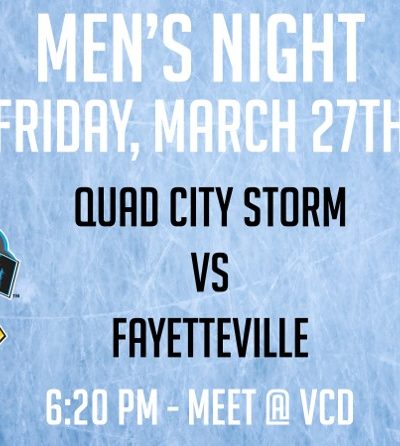 MEN'S NIGHT
FRIDAY, MARCH 27TH
QUAD CITY STORM
VS
FAYETTEVILLE
6:20 PM - MEET @ VCD